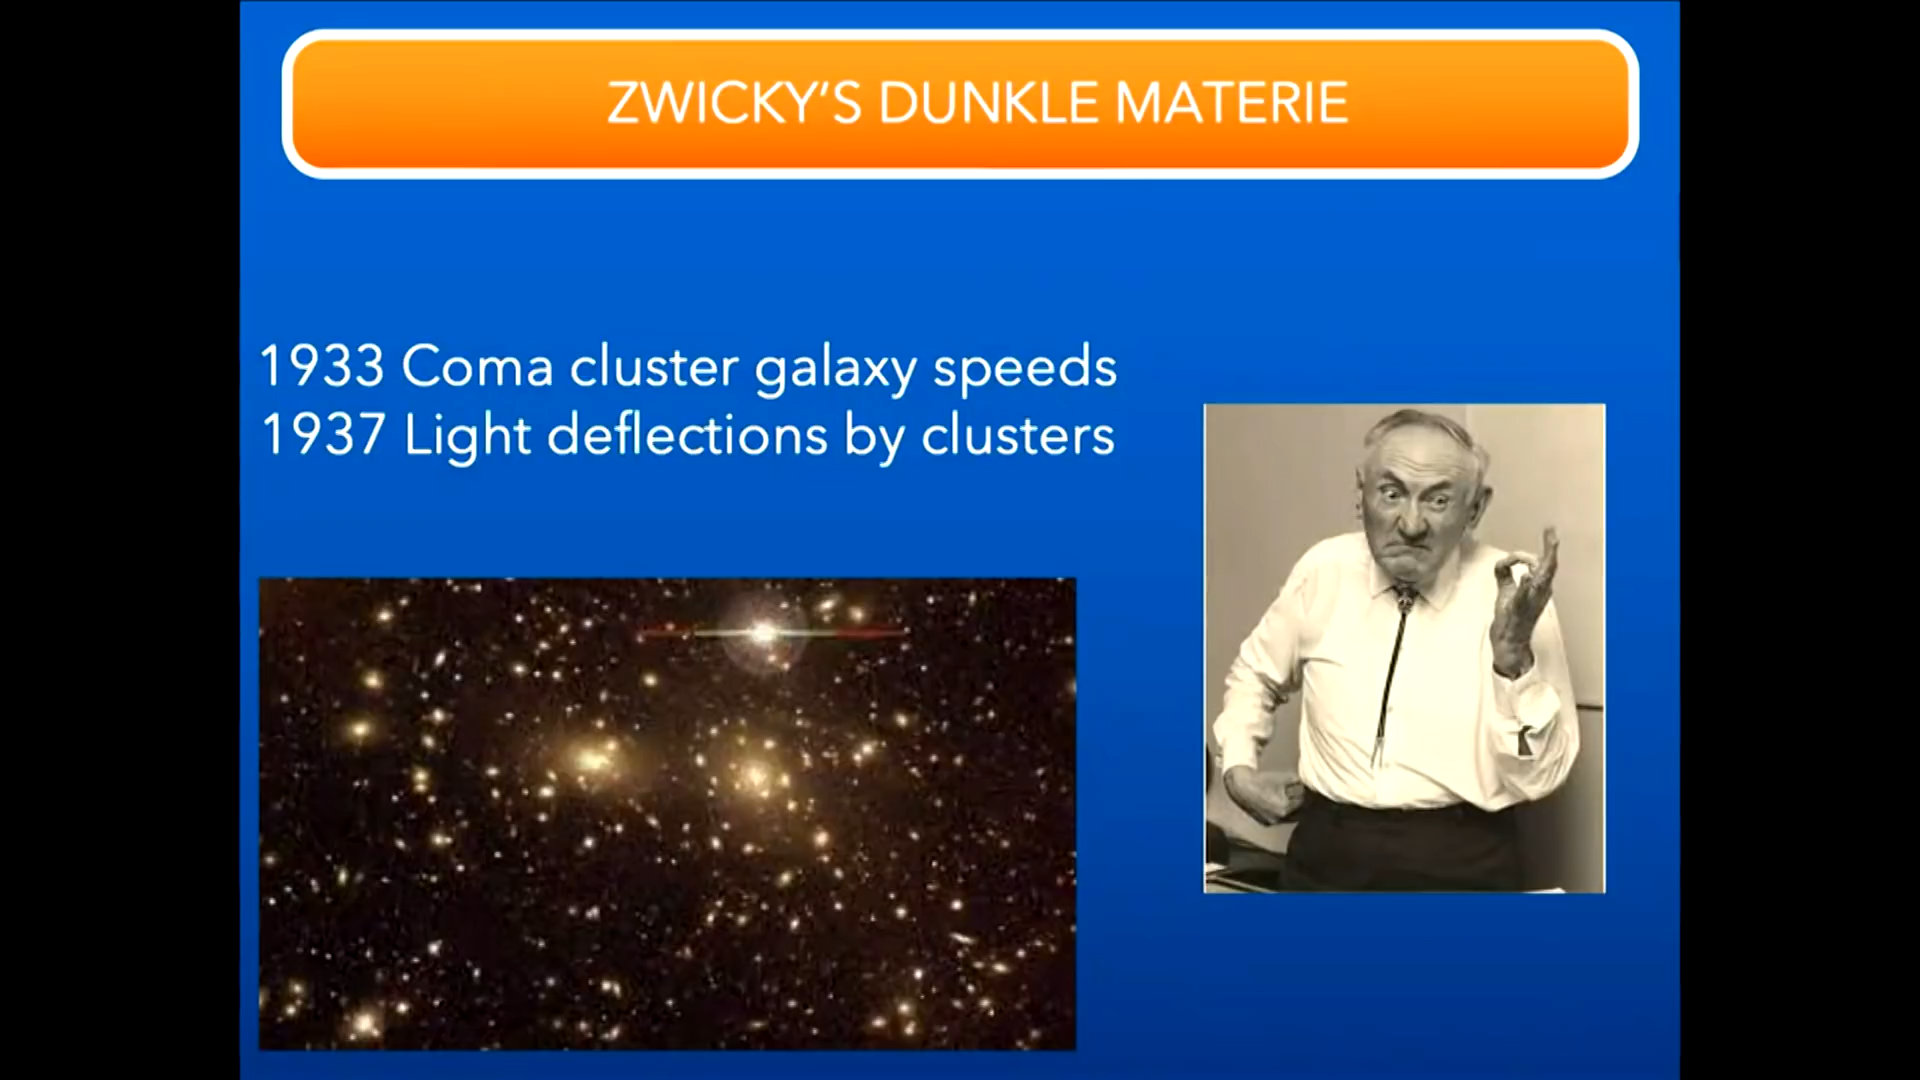 ZWICKY'S DUNKLE MATERIE
1933 Coma cluster galaxy speeds
1937 Light deflections by clusters